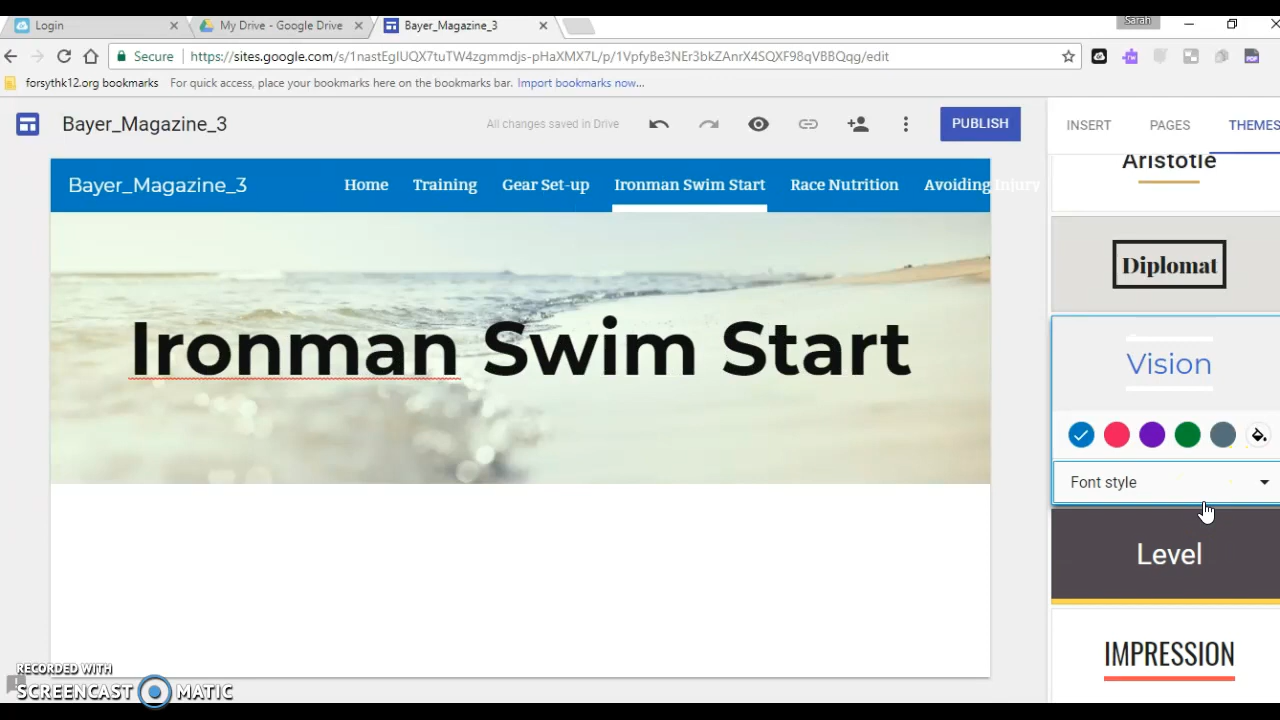 Login
My Drive - Google Drive
Bayer_Magazine_3
Sarah
Secure
https://sites.google.com/s/1nastEgIUQX7tuTW4zgmmdjs-pHaXMX7L/p/1VpfyBe3NEr3bkZAnrX4SQXF98qVBBQqg/edit
forsythk12.org bookmarks
For quick access, place your bookmarks here on the bookmarks bar. Import bookmarks now...
Bayer_Magazine_3
All changes saved in Drive
PUBLISH
INSERT
PAGES
THEMES
Bayer_Magazine_3
Home
Training
Gear Set-up
Ironman Swim Start
Race Nutrition
Avoiding Injury
Ironman Swim Start
Aristotle
Diplomat
Vision
Font style
Level
IMPRESSION
RECORDED WITH
SCREENCAST MATIC